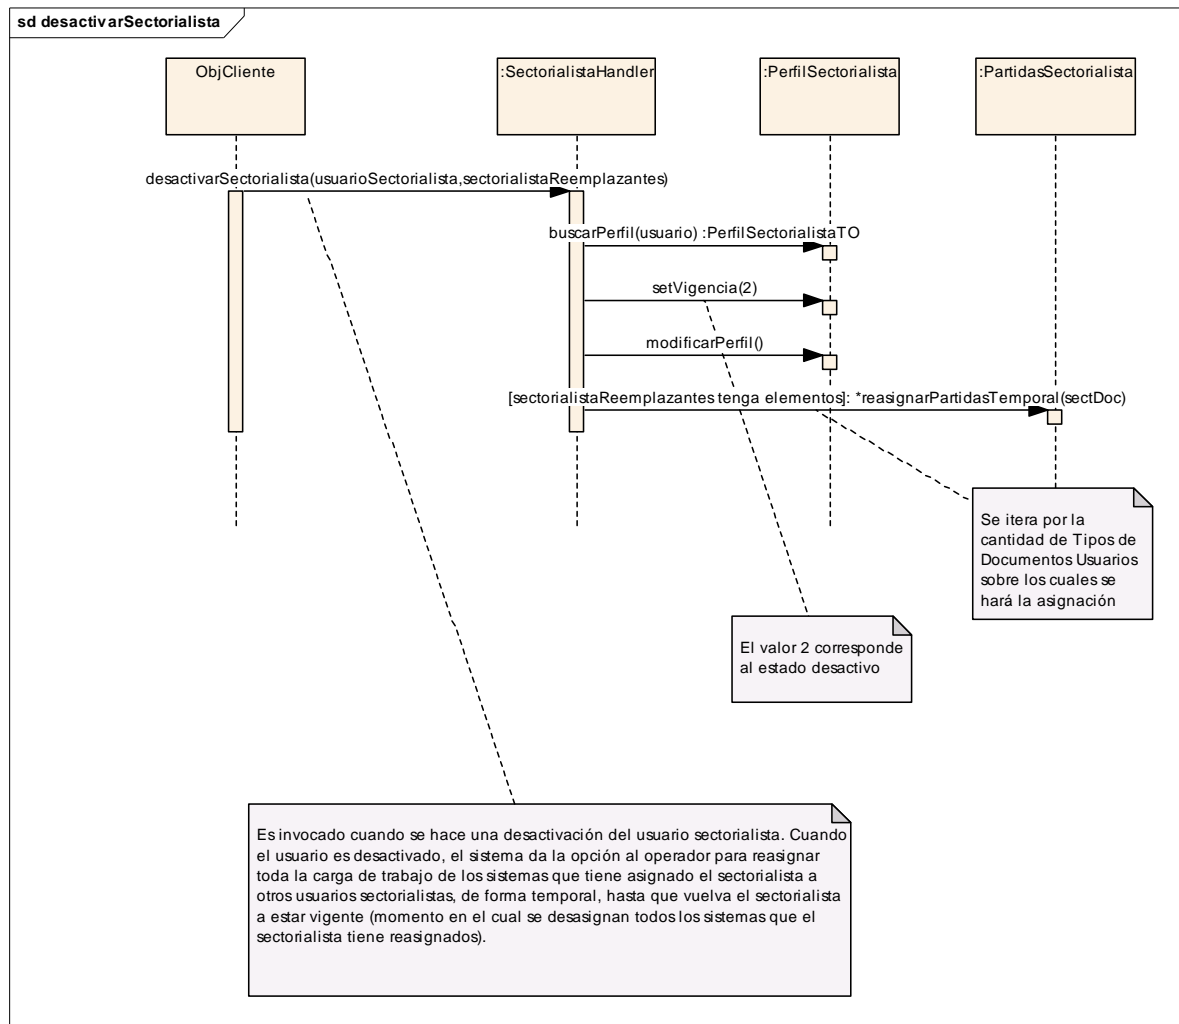 sd desactivarSectorialista
ObjCliente
:SectorialistaHandler
:PerfilSectorialista
:PartidasSectorialista
desactivarSectorialista(usuarioSectorialista,sectorialistaReemplazantes)
buscarPerfil(usuario) :PerfilSectorialistaTO
setVigencia(2)
modificarPerfil()
[sectorialistaReemplazantes tenga elementos]: *reasignarPartidasTemporal(sectDoc)
Se itera por la
cantidad de Tipos de
Documentos Usuarios
sobre los cuales se
hará la asignación
El valor 2 corresponde
al estado desactivo
Es invocado cuando se hace una desactivación del usuario sectorialista. Cuando
el usuario es desactivado, el sistema da la opción al operador para reasignar
toda la carga de trabajo de los sistemas que tiene asignado el sectorialista a
otros usuarios sectorialistas, de forma temporal, hasta que vuelva el sectorialista
a estar vigente (momento en el cual se desasignan todos los sistemas que el
sectorialista tiene reasignados).